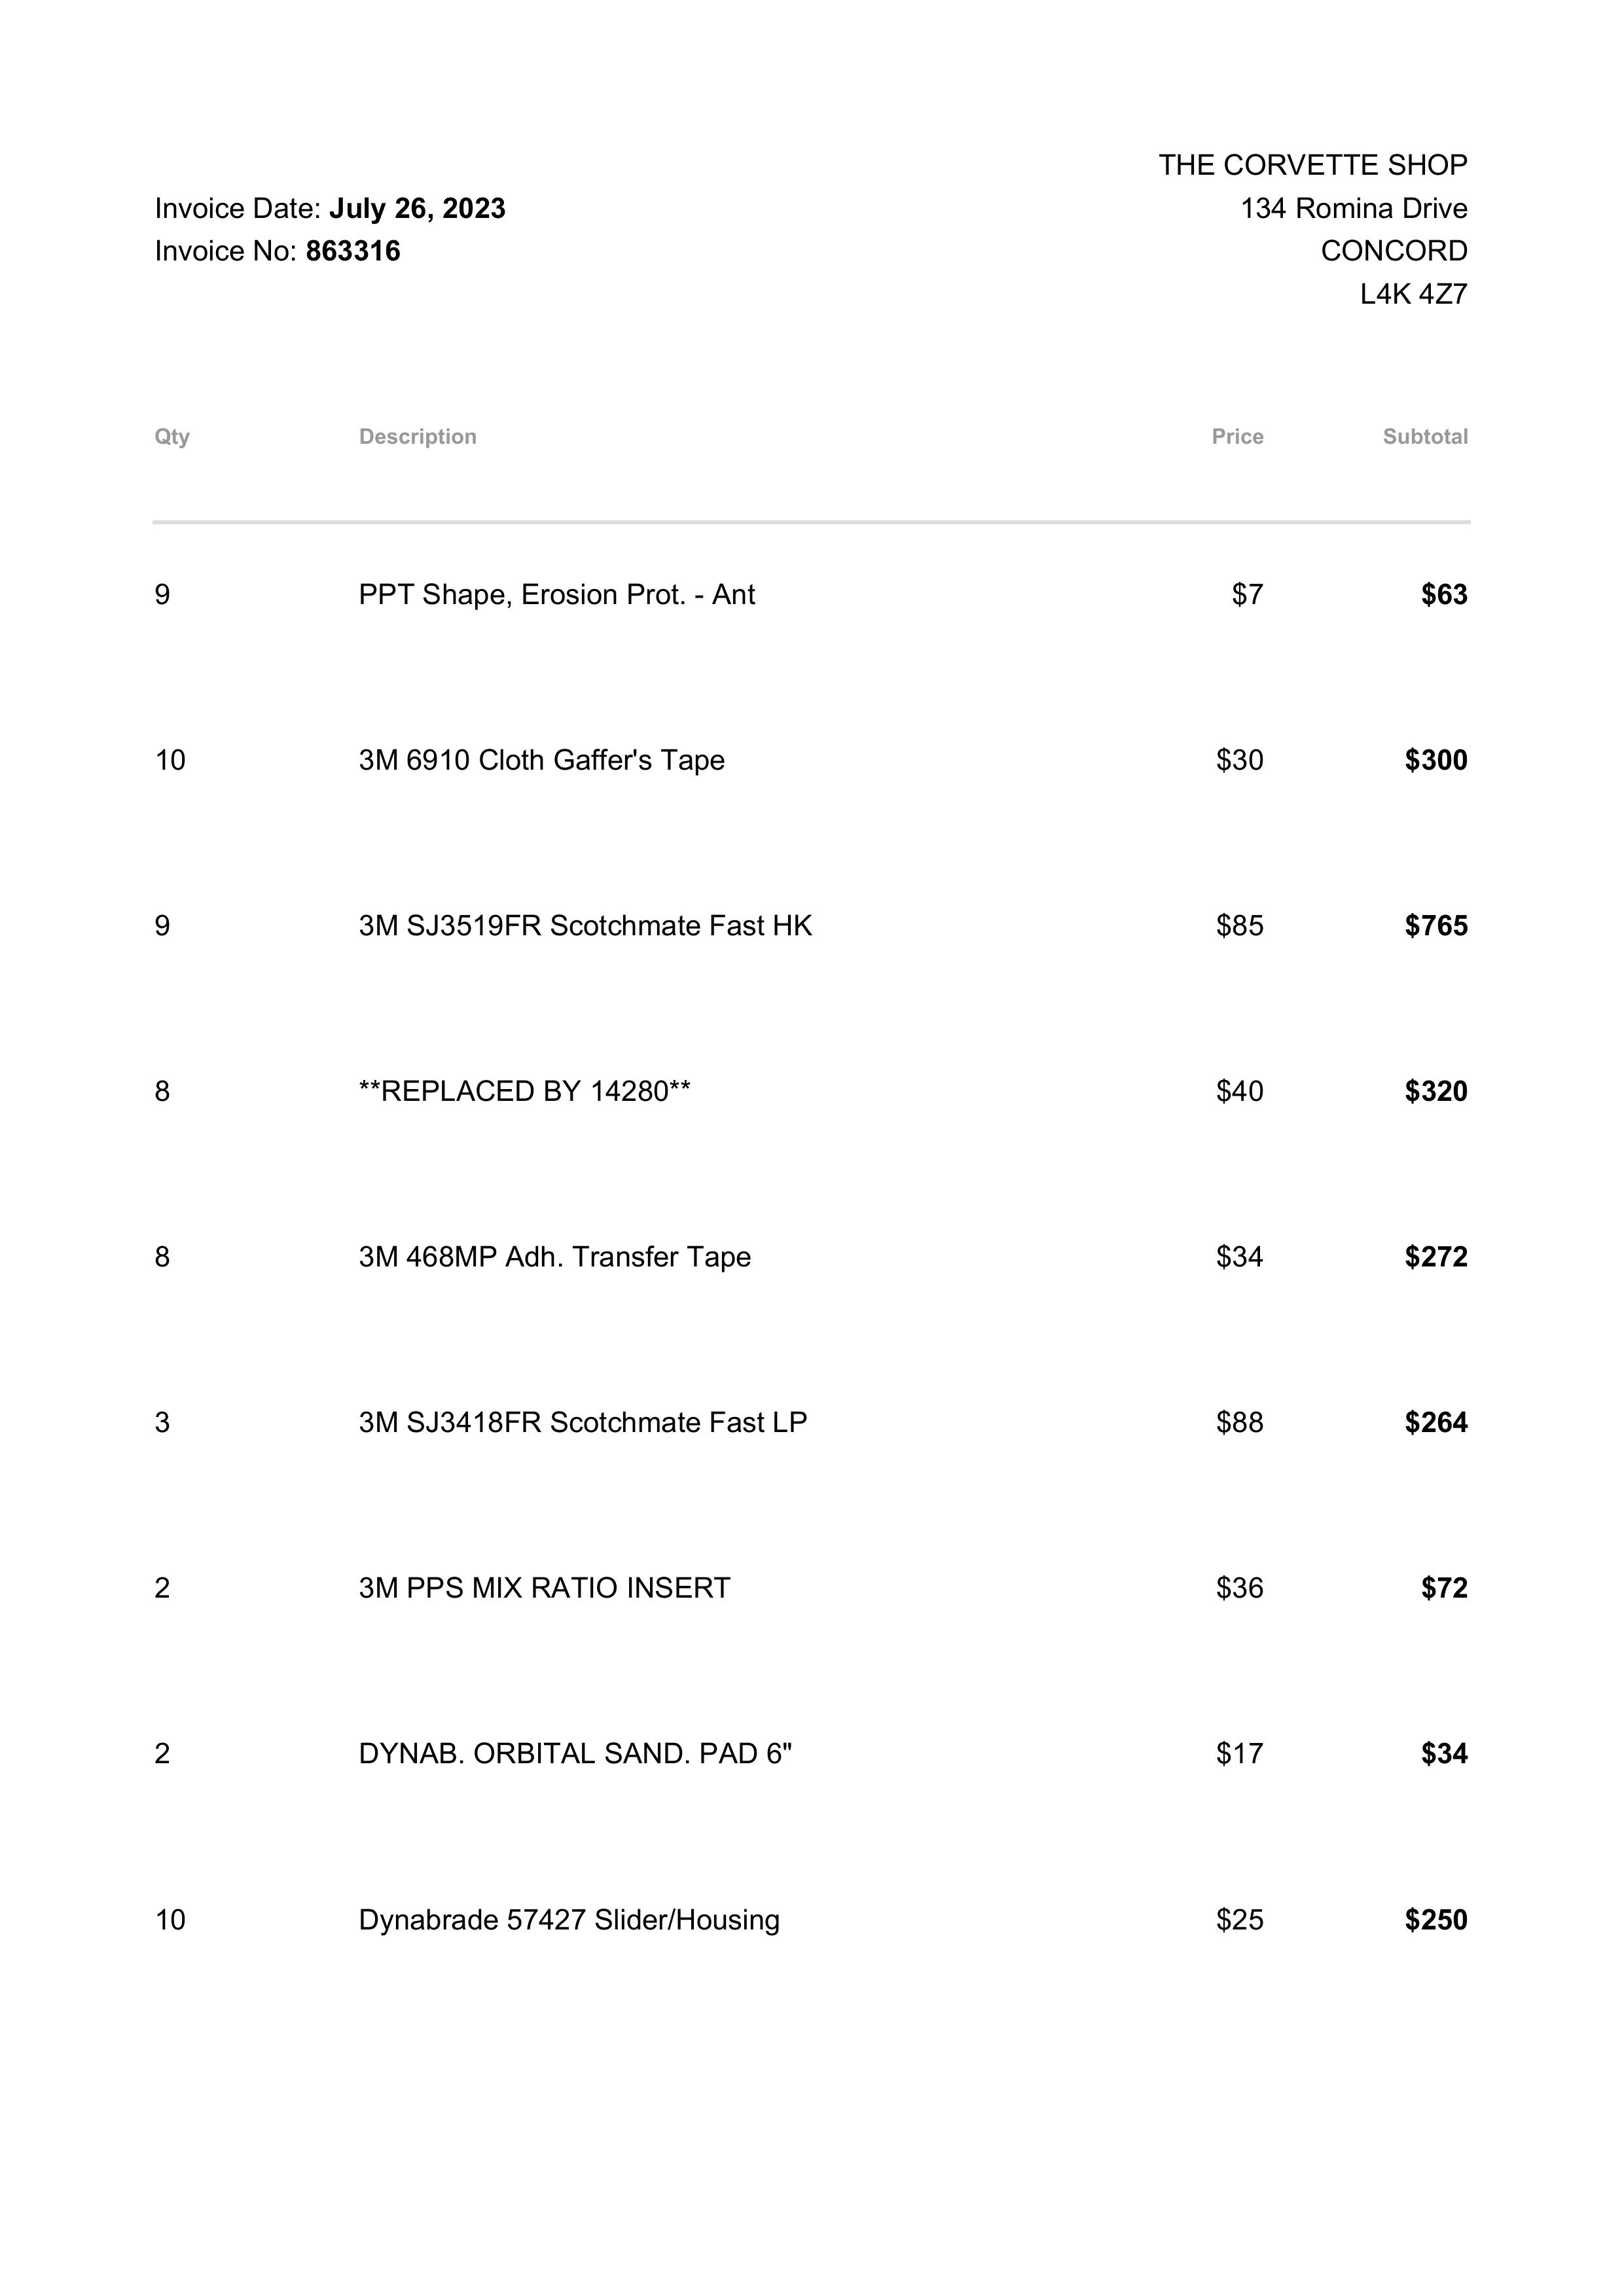 THE CORVETTE SHOP
Invoice Date: July 26, 2023 134 Romina Drive
Invoice No: 863316 CONCORD
L4K 4Z7
Qty Description Price Subtotal
9 PPT Shape, Erosion Prot. - Ant $7 $63
10 3M 6910 Cloth Gaffer's Tape $30 $300
9 3M SJ3519FR Scotchmate Fast HK $85 $765
8 **REPLACED BY 14280** $40 $320
8 3M 468MP Adh. Transfer Tape $34 $272
3 3M SJ3418FR Scotchmate Fast LP $88 $264
2 3M PPS MIX RATIO INSERT $36 $72
2 DYNAB. ORBITAL SAND. PAD 6" $17 $34
10 Dynabrade 57427 Slider/Housing $25 $250